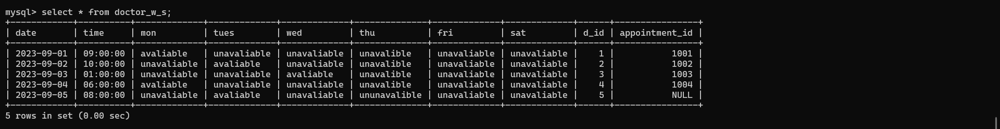 mysql> select * from doctor_w_s;
+------------+----------+-------------+-------------+-------------+--------------+-------------+-------------+------+----------------+
| date       | time     | mon         | tues        | wed         | thu          | fri         | sat         | d_id | appointment_id |
+------------+----------+-------------+-------------+-------------+--------------+-------------+-------------+------+----------------+
| 2023-09-01 | 09:00:00 | avaliable   | unavaliable | unavaliable | unavalible   | unavaliable | unavaliable |    1 |           1001 |
| 2023-09-02 | 10:00:00 | unavaliable | avaliable   | unavaliable | unavalible   | unavaliable | unavaliable |    2 |           1002 |
| 2023-09-03 | 01:00:00 | unavaliable | unavaliable | avaliable   | unavalible   | unavaliable | unavaliable |    3 |           1003 |
| 2023-09-04 | 06:00:00 | avaliable   | unavaliable | unavaliable | unavalible   | unavaliable | unavaliable |    4 |           1004 |
| 2023-09-05 | 08:00:00 | unavaliable | avaliable   | unavaliable | ununavalible | unavaliable | unavaliable |    5 |           NULL |
+------------+----------+-------------+-------------+-------------+--------------+-------------+-------------+------+----------------+
5 rows in set (0.00 sec)